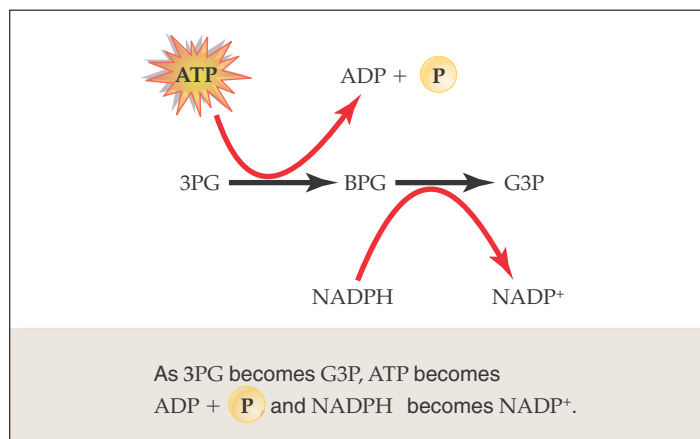 ATP
ADP + P
3PG BPG G3P
NADPH NADP⁺
As 3PG becomes G3P, ATP becomes
ADP + P and NADPH becomes NADP⁺.